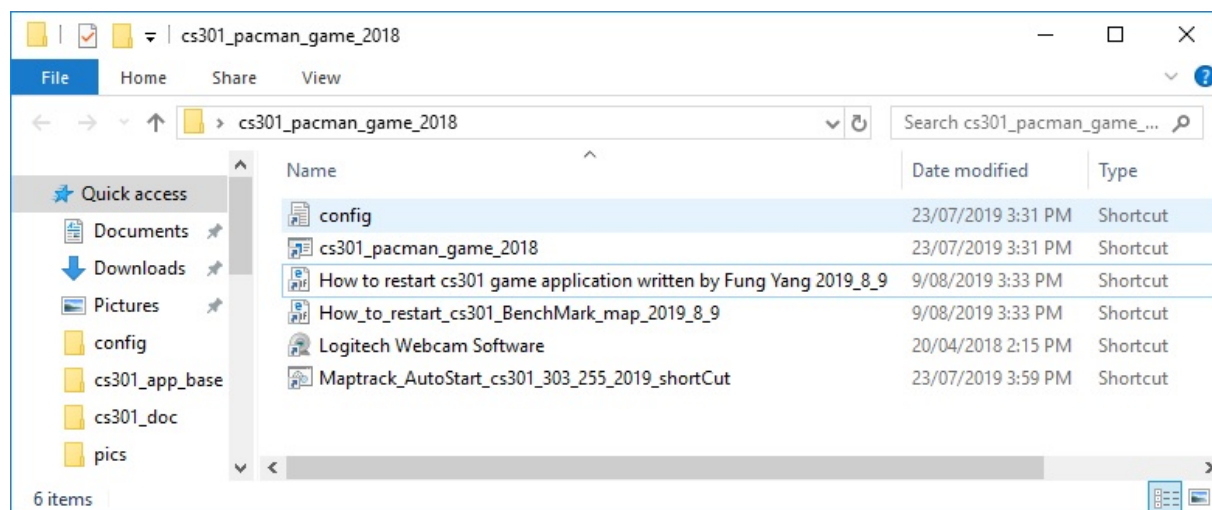 cs301_pacman_game_2018
File Home Share View
cs301_pacman_game_2018 Search cs301_pacman_game_...
Quick access
Documents
Downloads
Pictures
config
cs301_app_base
cs301_doc
pics
Name Date modified Type
config 23/07/2019 3:31 PM Shortcut
cs301_pacman_game_2018 23/07/2019 3:31 PM Shortcut
How to restart cs301 game application written by Fung Yang 2019_8_9 9/08/2019 3:33 PM Shortcut
How_to_restart_cs301_BenchMark_map_2019_8_9 9/08/2019 3:33 PM Shortcut
Logitech Webcam Software 20/04/2018 2:15 PM Shortcut
Maptrack_AutoStart_cs301_303_255_2019_shortCut 23/07/2019 3:59 PM Shortcut
6 items